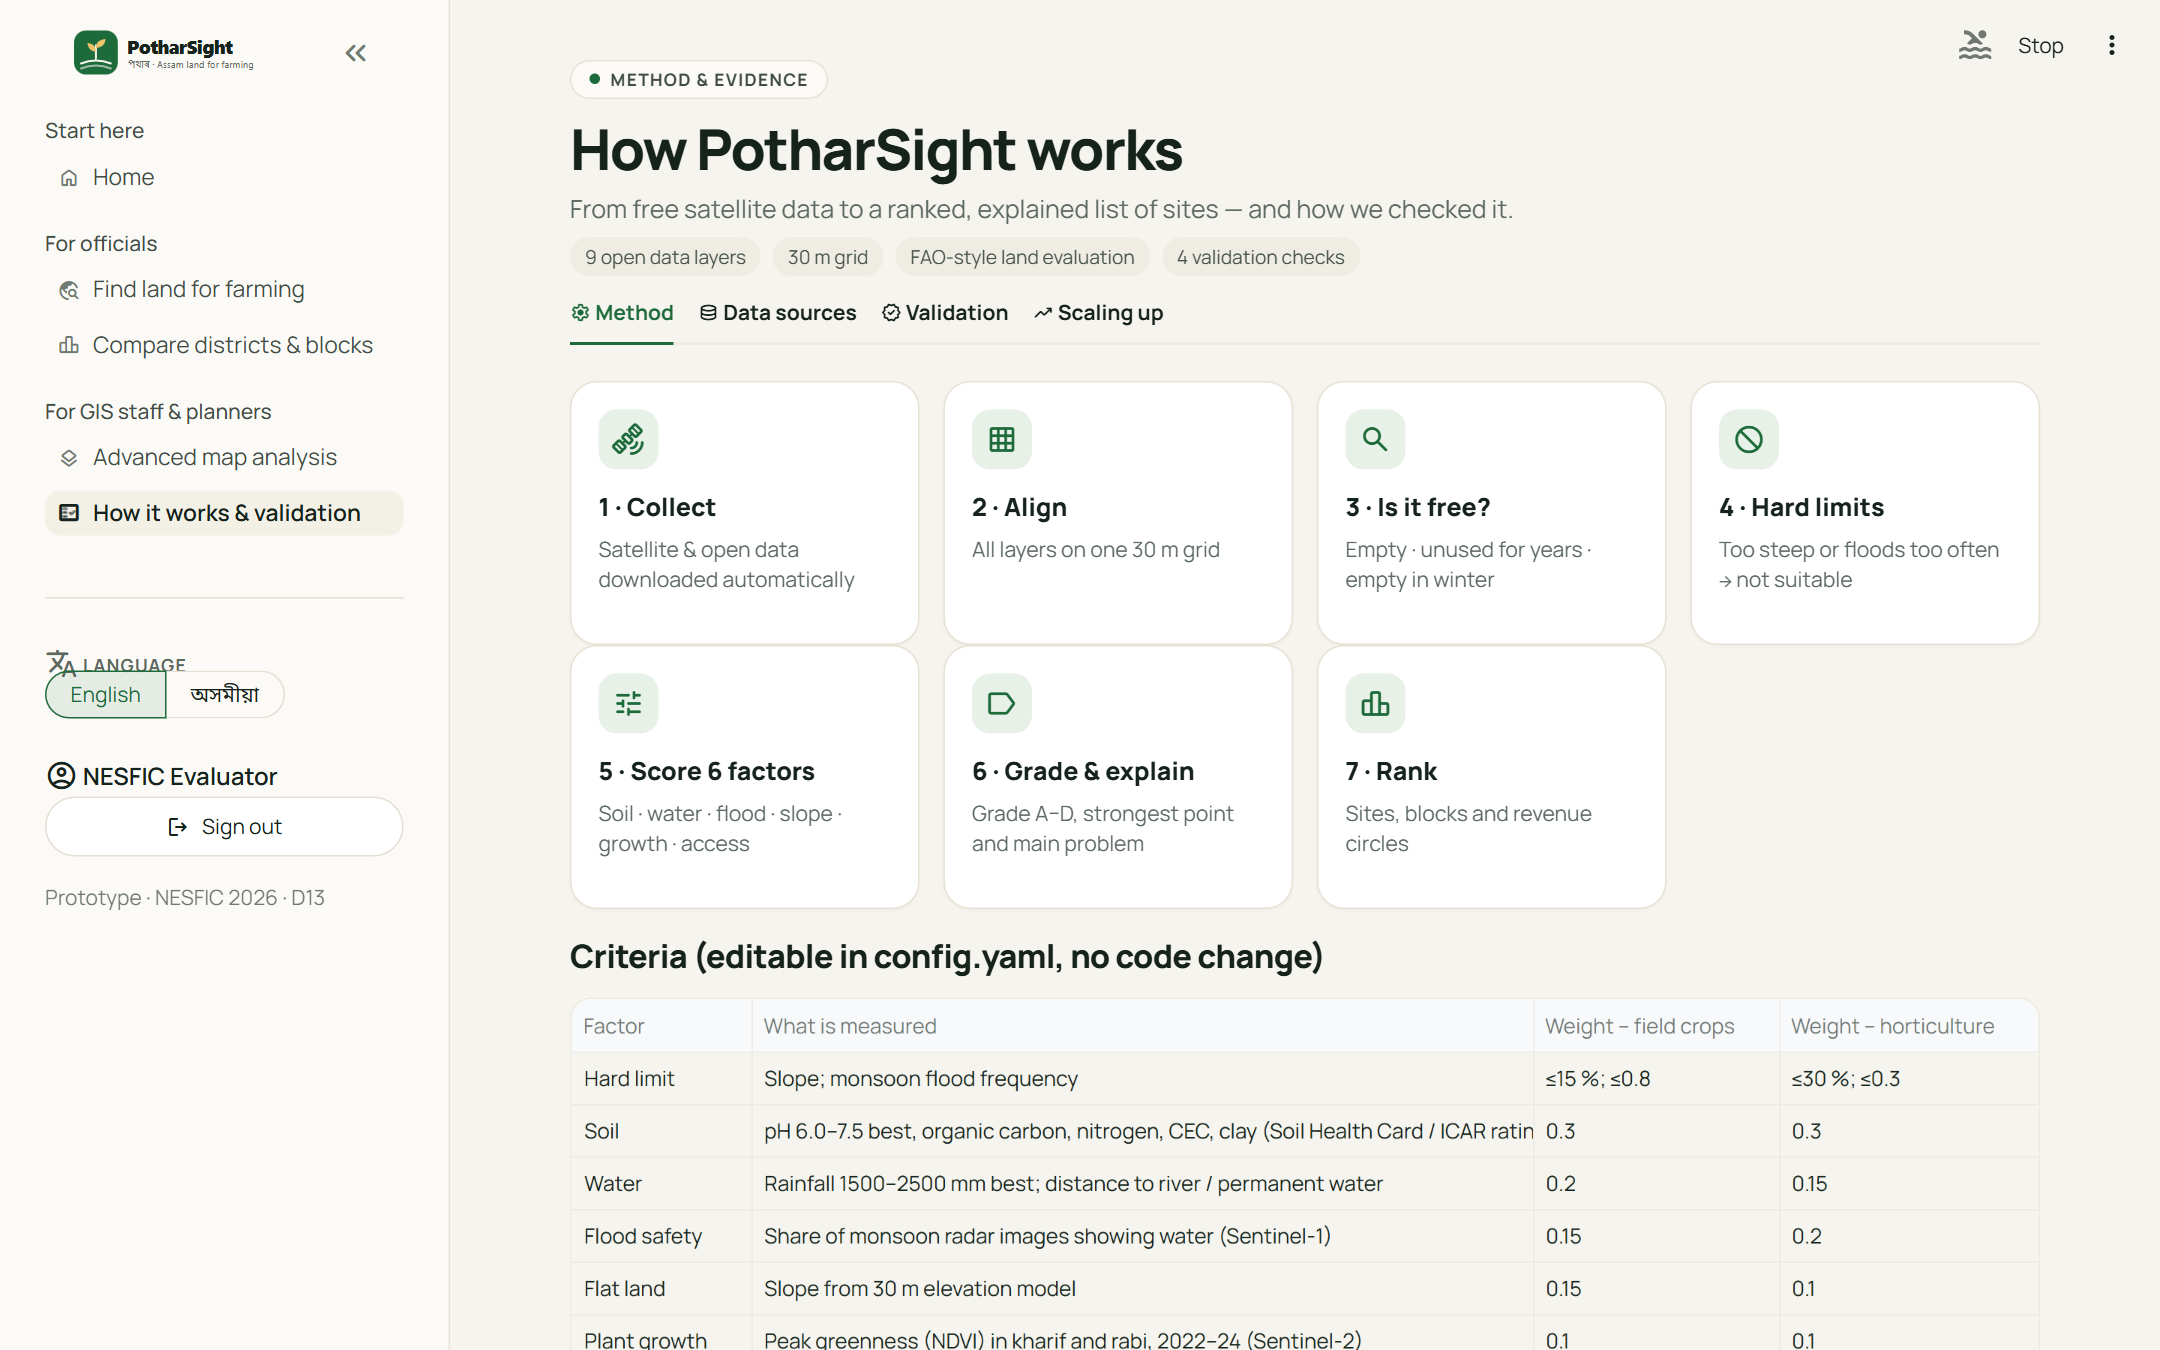 PotharSight
পথাৰ · Assam land for farming
Start here
Home
For officials
Find land for farming
Compare districts & blocks
For GIS staff & planners
Advanced map analysis
How it works & validation
LANGUAGE
English
অসমীয়া
NESFIC Evaluator
Sign out
Prototype · NESFIC 2026 · D13
Stop
METHOD & EVIDENCE
How PotharSight works
From free satellite data to a ranked, explained list of sites — and how we checked it.
9 open data layers
30 m grid
FAO-style land evaluation
4 validation checks
Method
Data sources
Validation
Scaling up
1 · Collect
Satellite & open data
downloaded automatically
2 · Align
All layers on one 30 m grid
3 · Is it free?
Empty · unused for years ·
empty in winter
4 · Hard limits
Too steep or floods too often
→ not suitable
5 · Score 6 factors
Soil · water · flood · slope ·
growth · access
6 · Grade & explain
Grade A–D, strongest point
and main problem
7 · Rank
Sites, blocks and revenue
circles
Criteria (editable in config.yaml, no code change)
Factor What is measured Weight – field crops Weight – horticulture
Hard limit Slope; monsoon flood frequency ≤15 %; ≤0.8 ≤30 %; ≤0.3
Soil pH 6.0–7.5 best, organic carbon, nitrogen, CEC, clay (Soil Health Card / ICAR ratin 0.3 0.3
Water Rainfall 1500–2500 mm best; distance to river / permanent water 0.2 0.15
Flood safety Share of monsoon radar images showing water (Sentinel-1) 0.15 0.2
Flat land Slope from 30 m elevation model 0.15 0.1
Plant growth Peak greenness (NDVI) in kharif and rabi, 2022–24 (Sentinel-2) 0.1 0.1